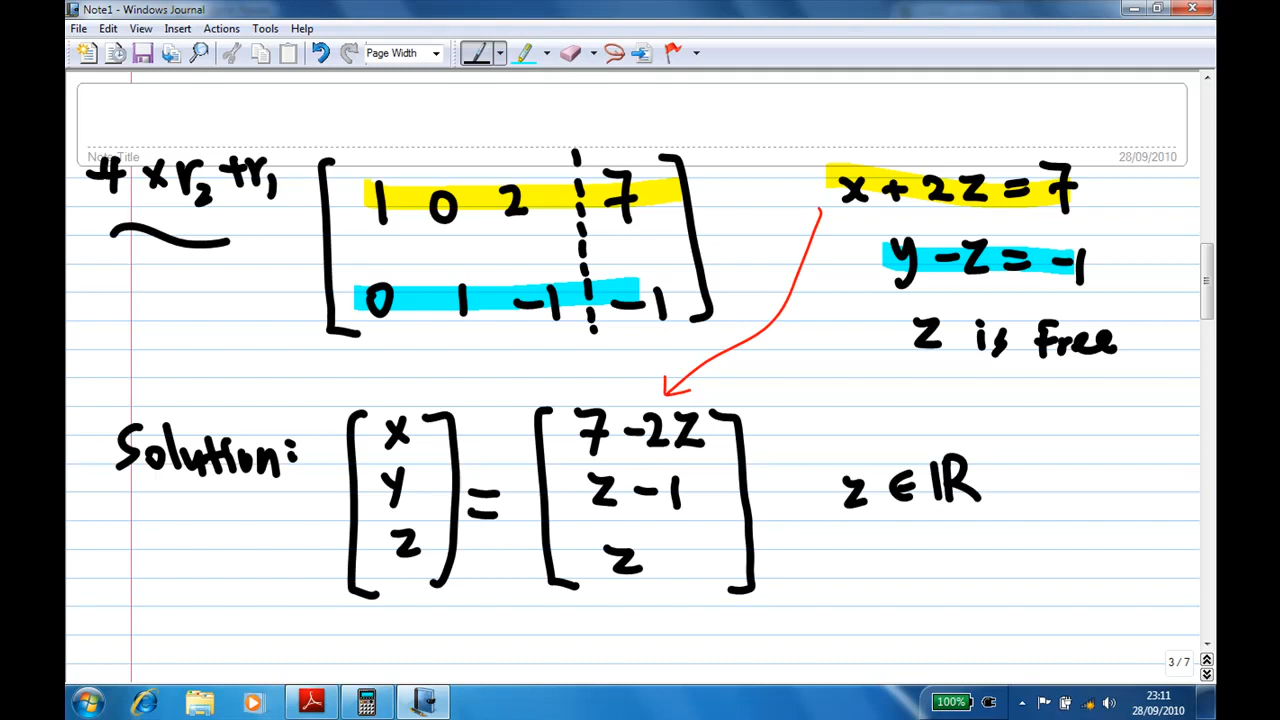 Note1 - Windows Journal
File Edit View Insert Actions Tools Help
Page Width
Note Title
28/09/2010
4 x r₂ + r₁
1 0 2 7
0 1 -1 -1
x + 2z = 7
y - z = -1
z is free
Solution:
x
y
z
=
7 - 2z
z - 1
z
z ∈ ℝ
3 / 7
100%
23:11
28/09/2010